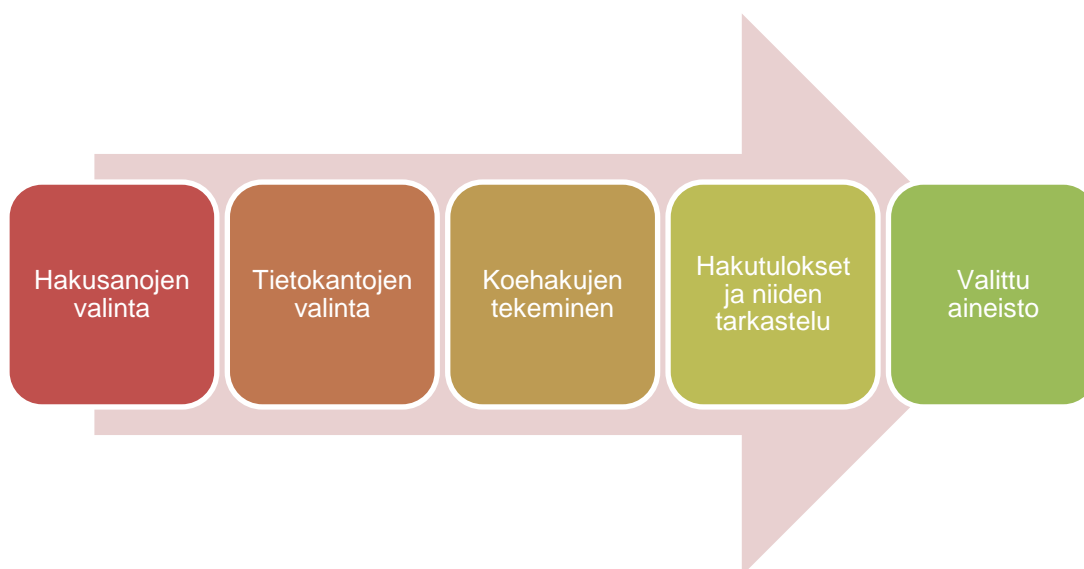 Hakusanojen
valinta
Tietokantojen
valinta
Koehakujen
tekeminen
Hakutulokset
ja niiden
tarkastelu
Valittu
aineisto